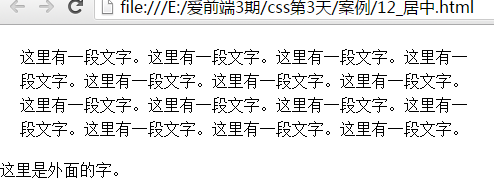 file:///E:/爱前端3期/css第3天/案例/12_居中.html
这里有一段文字。这里有一段文字。这里有一段文字。这里有一
段文字。这里有一段文字。这里有一段文字。这里有一段文字。
这里有一段文字。这里有一段文字。这里有一段文字。这里有一
段文字。这里有一段文字。这里有一段文字。这里有一段文字。
这里是外面的字。